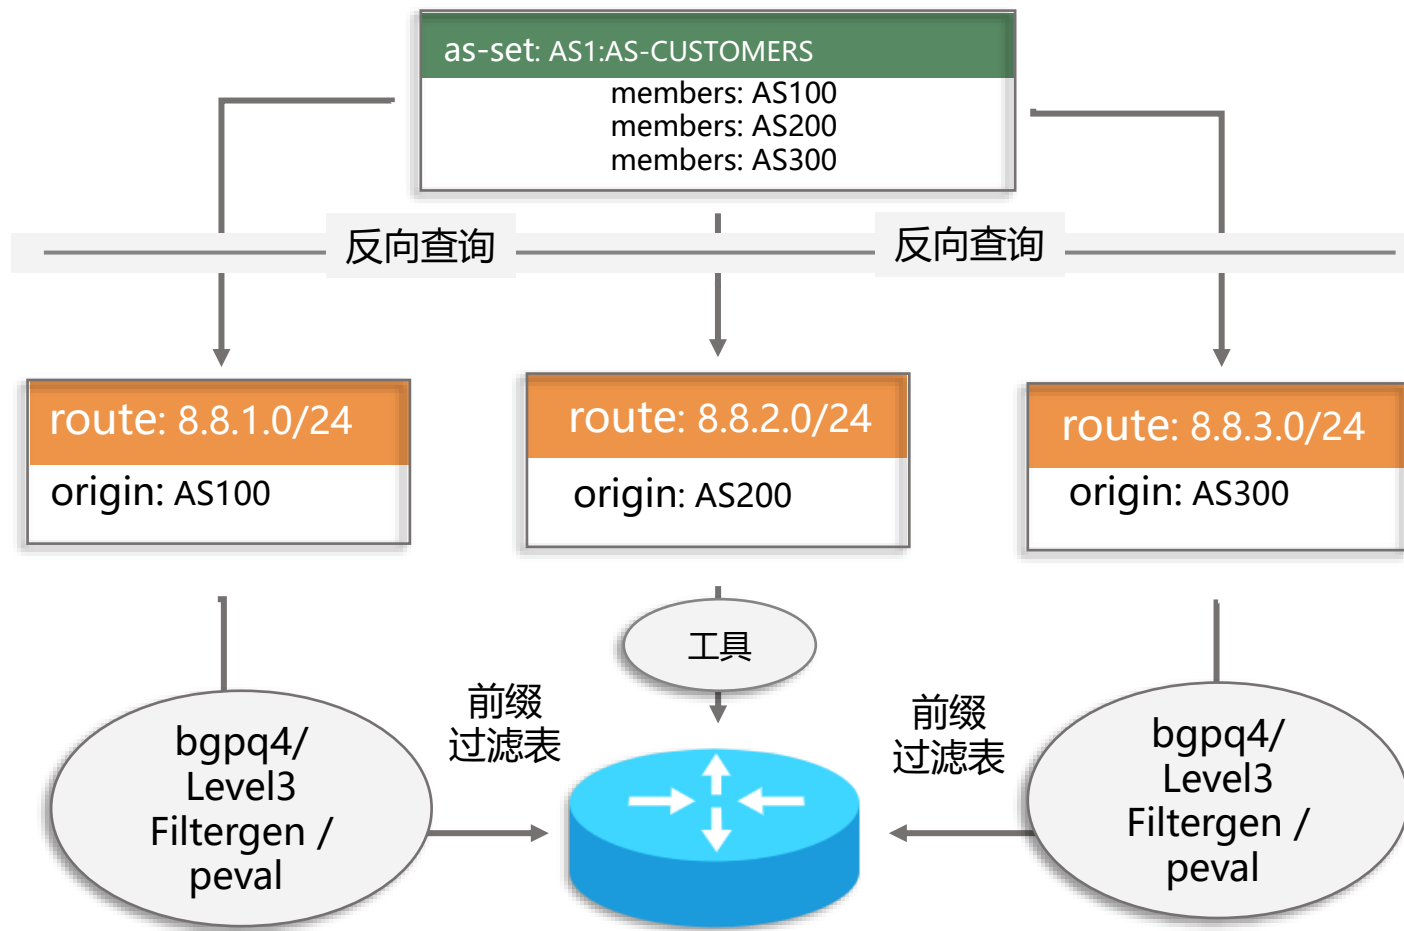 as-set: AS1:AS-CUSTOMERS
members: AS100
members: AS200
members: AS300
反向查询
反向查询
route: 8.8.1.0/24
origin: AS100
route: 8.8.2.0/24
origin: AS200
route: 8.8.3.0/24
origin: AS300
工具
bgpq4/
Level3
Filtergen /
peval
前缀
过滤表
前缀
过滤表
bgpq4/
Level3
Filtergen /
peval